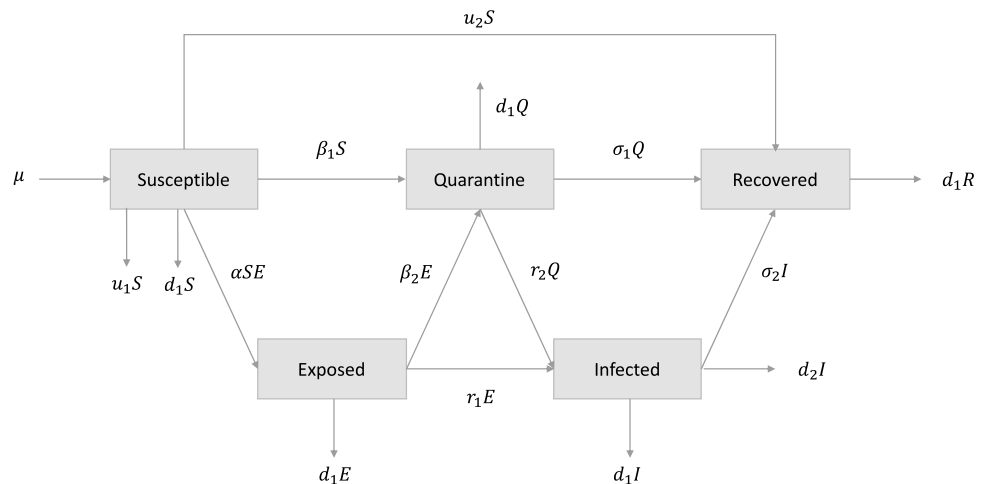 u₂S
d₁Q
β₁S
σ₁Q
μ
Susceptible
Quarantine
Recovered
d₁R
u₁S
d₁S
αSE
β₂E
r₂Q
σ₂I
Exposed
Infected
d₂I
r₁E
d₁E
d₁I